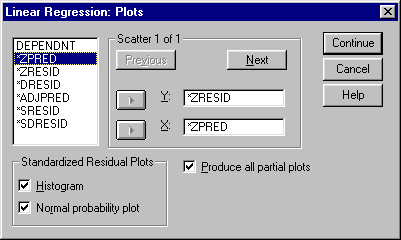 Linear Regression: Plots
DEPENDNT
*ZPRED
*ZRESID
*DRESID
*ADJPRED
*SRESID
*SDRESID
Scatter 1 of 1
Previous
Next
Y: *ZRESID
X: *ZPRED
Continue
Cancel
Help
Standardized Residual Plots
Histogram
Normal probability plot
Produce all partial plots